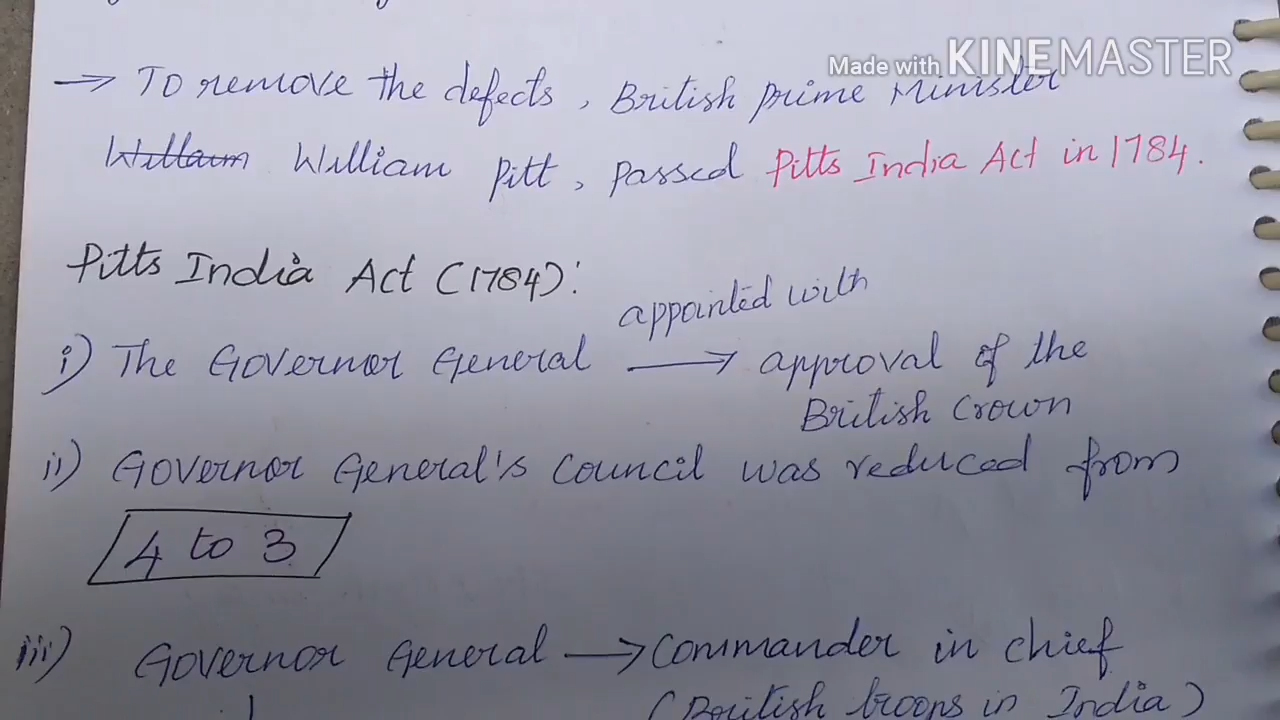 Made with KINEMASTER
→ To remove the defects, British prime Minister
Willam William Pitt, passed Pitts India Act in 1784.
Pitts India Act (1784):
appointed with
i) The Governor General → approval of the
British Crown
ii) Governor General's council was reduced from
4 to 3
iii) Governor General → Commander in chief
(British troops in India)